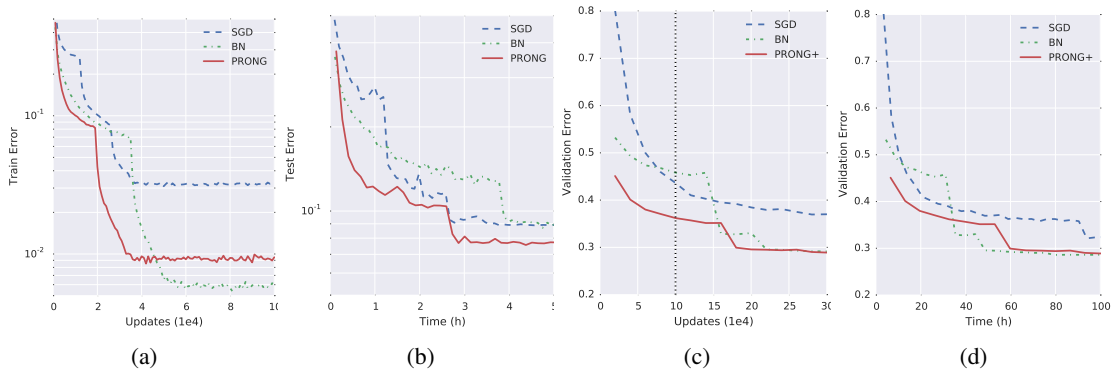 SGD
BN
PRONG
10^{-1}
10^{-2}
Train Error
0 2 4 6 8 10
Updates (1e4)
(a)
SGD
BN
PRONG
10^{-1}
Test Error
0 1 2 3 4 5
Time (h)
(b)
0.8
0.7
0.6
0.5
0.4
0.3
0.2
Validation Error
SGD
BN
PRONG+
0 5 10 15 20 25 30
Updates (1e4)
(c)
0.8
0.7
0.6
0.5
0.4
0.3
0.2
Validation Error
SGD
BN
PRONG+
0 20 40 60 80 100
Time (h)
(d)